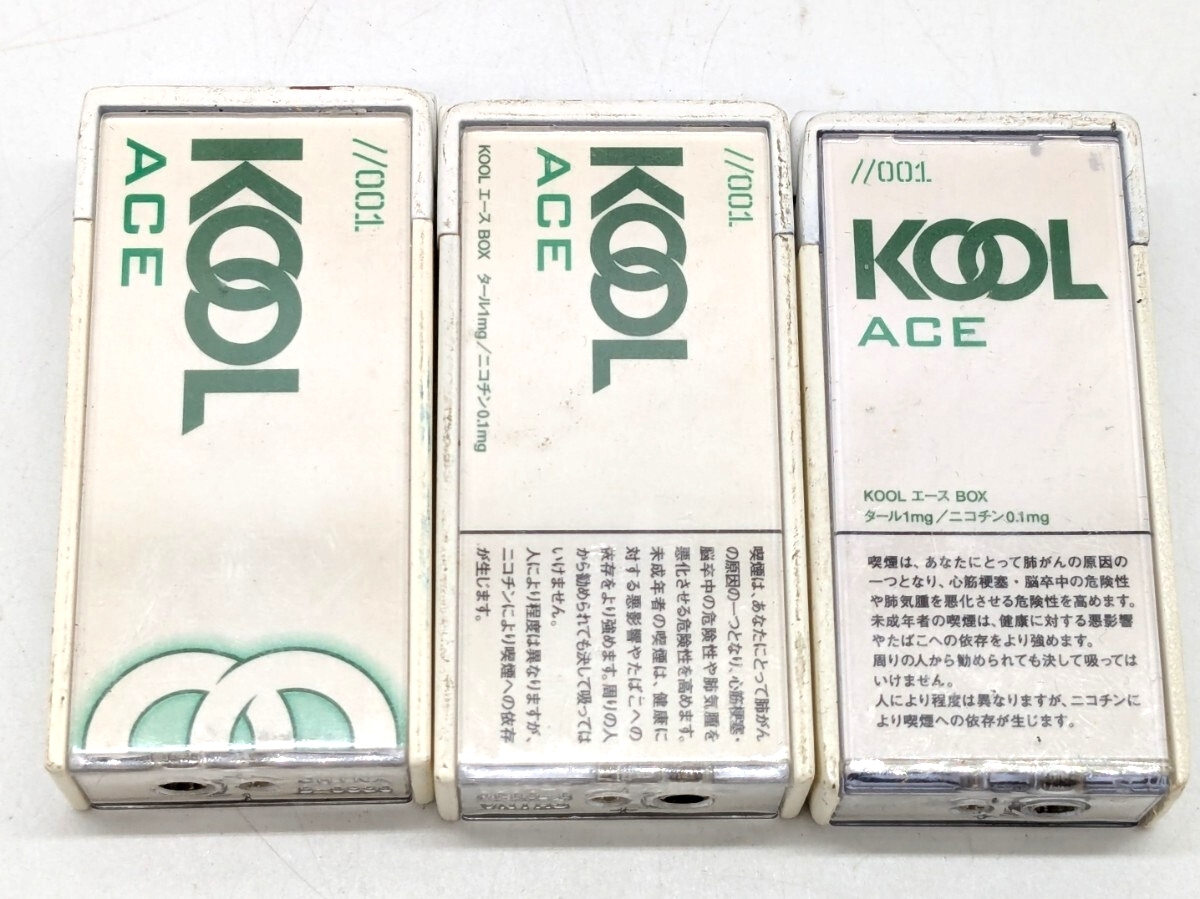 //001
KOOL
ACE
//001
KOOL
ACE
KOOL エース BOX タール1mg／ニコチン0.1mg
喫煙は、あなたにとって肺がん
の原因の一つとなり、心筋梗塞・
脳卒中の危険性や肺気腫を
悪化させる危険性を高めます。
未成年者の喫煙は、健康に
対する悪影響やたばこへの
依存をより強めます。周りの人
から勧められても決して吸っては
いけません。
人により程度は異なりますが、
ニコチンにより喫煙への依存
が生じます。
//001
KOOL
ACE
KOOL エース BOX
タール1mg／ニコチン0.1mg
喫煙は、あなたにとって肺がんの原因の
一つとなり、心筋梗塞・脳卒中の危険性
や肺気腫を悪化させる危険性を高めます。
未成年者の喫煙は、健康に対する悪影響
やたばこへの依存をより強めます。
周りの人から勧められても決して吸っては
いけません。
人により程度は異なりますが、ニコチンに
より喫煙への依存が生じます。
CHINA